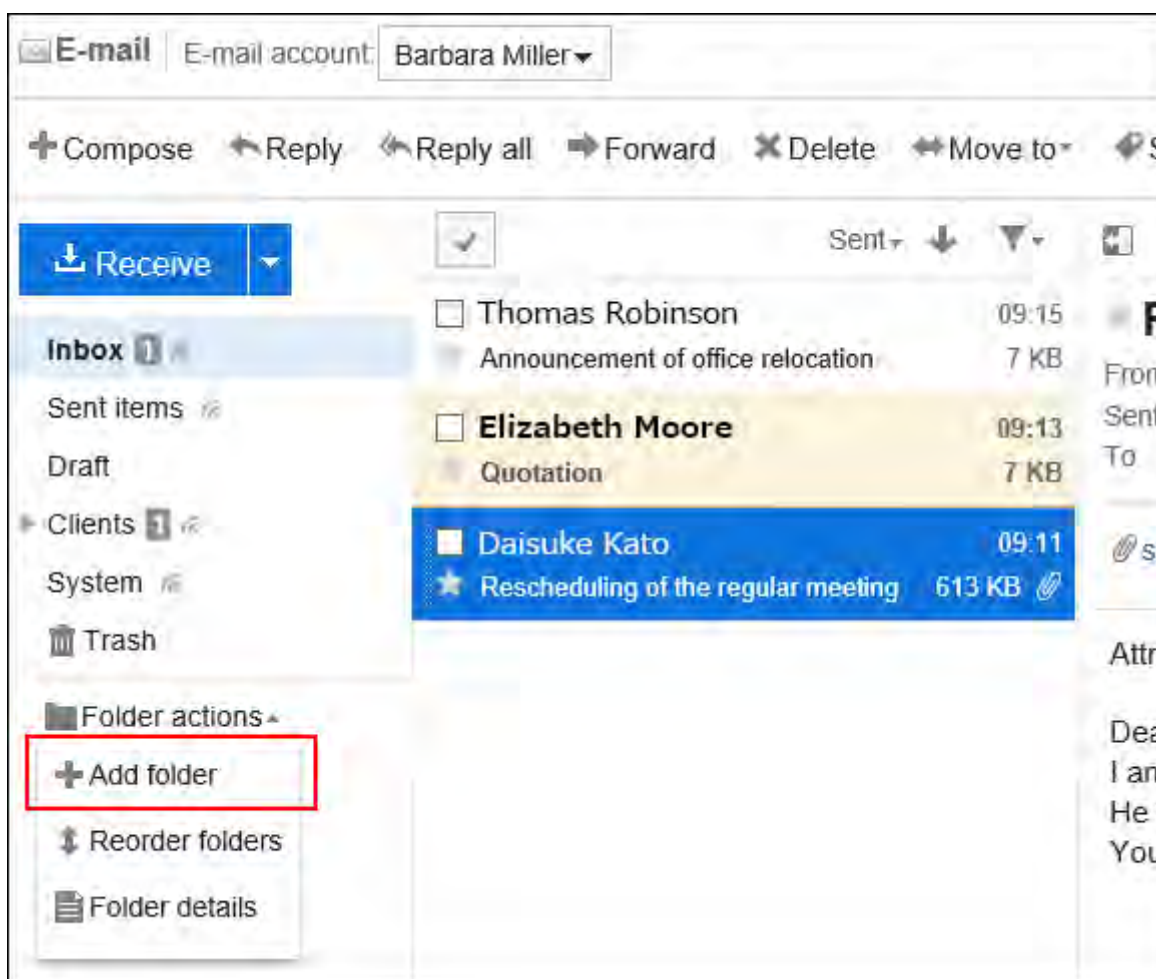 E-mail E-mail account: Barbara Miller
Compose Reply Reply all Forward Delete Move to
Receive
Inbox 1
Sent items
Draft
Clients 1
System
Trash
Folder actions
Add folder
Reorder folders
Folder details
Sent
Thomas Robinson 09:15
Announcement of office relocation 7 KB
Elizabeth Moore 09:13
Quotation 7 KB
Daisuke Kato 09:11
Rescheduling of the regular meeting 613 KB
To
He